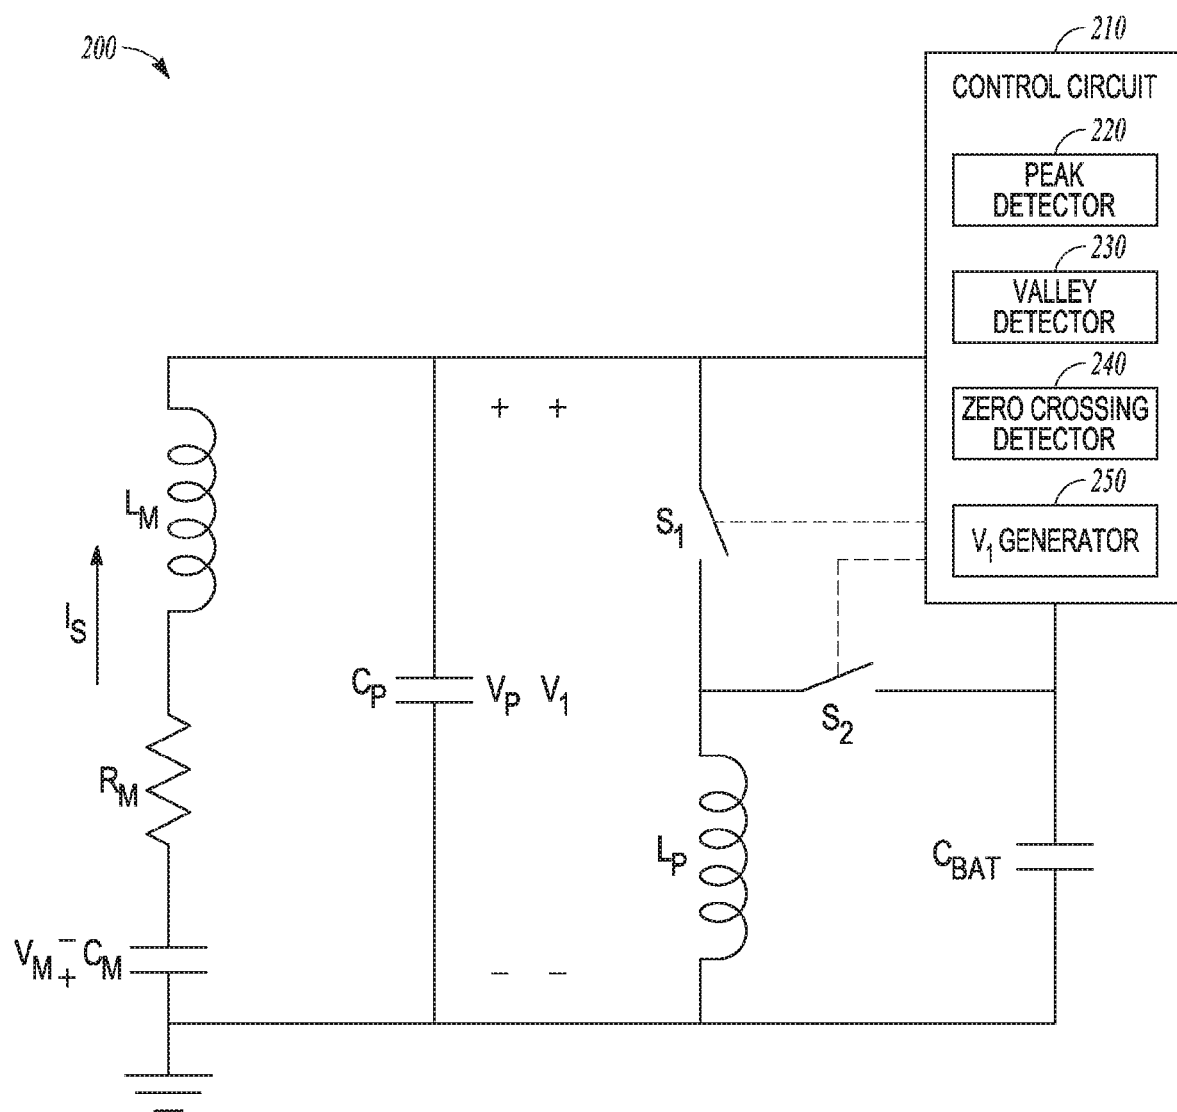 200
210
CONTROL CIRCUIT
220
PEAK
DETECTOR
230
VALLEY
DETECTOR
240
ZERO CROSSING
DETECTOR
250
V1 GENERATOR
+ +
LM
S1
IS
CP
VP V1
S2
RM
LP
CBAT
VM - + CM
- -